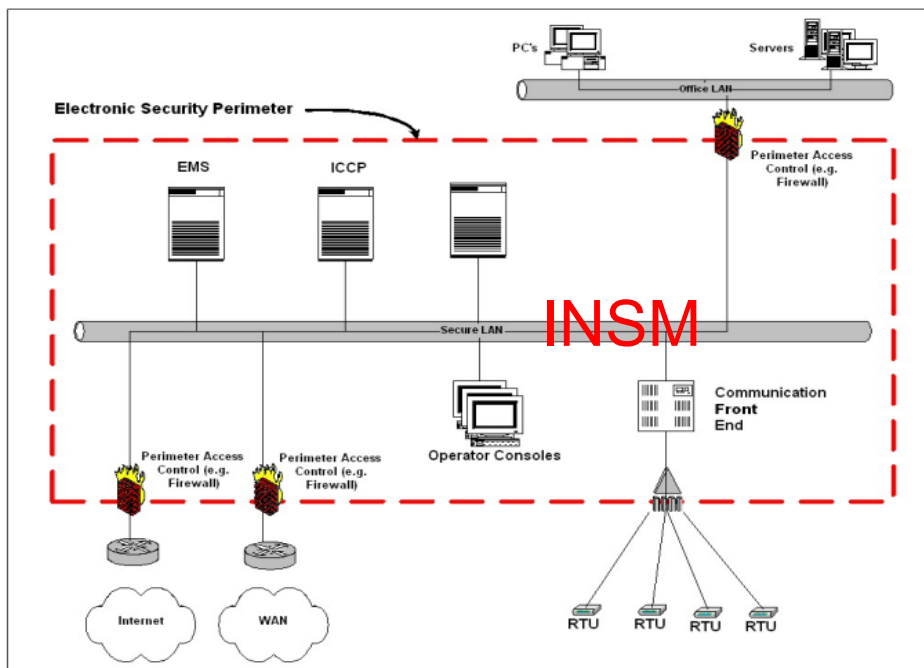 PC's
Servers
Office LAN
Electronic Security Perimeter
Perimeter Access
Control (e.g.
Firewall)
EMS
ICCP
Secure LAN
INSM
Communication
Front
End
Operator Consoles
Perimeter Access
Control (e.g.
Firewall)
Perimeter Access
Control (e.g.
Firewall)
Internet
WAN
RTU
RTU
RTU
RTU